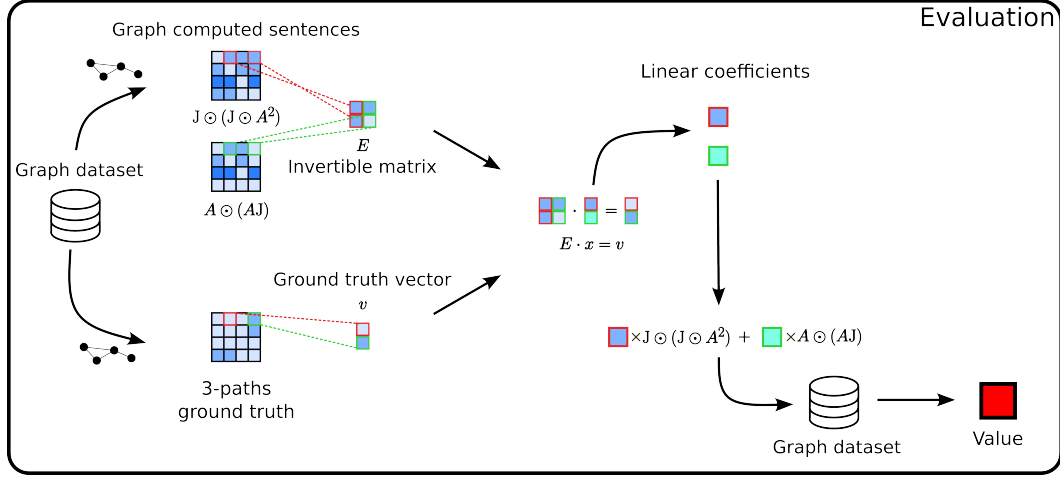 Evaluation
Graph computed sentences
J ⊙ (J ⊙ A²)
E
Invertible matrix
A ⊙ (AJ)
Graph dataset
Ground truth vector
v
3-paths
ground truth
· =
E · x = v
Linear coefficients
×J ⊙ (J ⊙ A²) + ×A ⊙ (AJ)
Graph dataset
Value